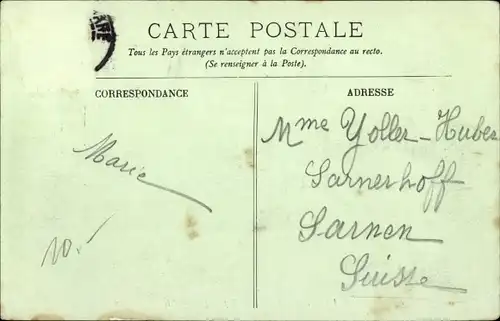 CARTE POSTALE
Tous les Pays étrangers n'acceptent pas la Correspondance au recto.
(Se renseigner à la Poste).
CORRESPONDANCE
Marie
10.-
ADRESSE
Mme Yoller-Huber
Sarnerhoff
Sarnen
Suisse